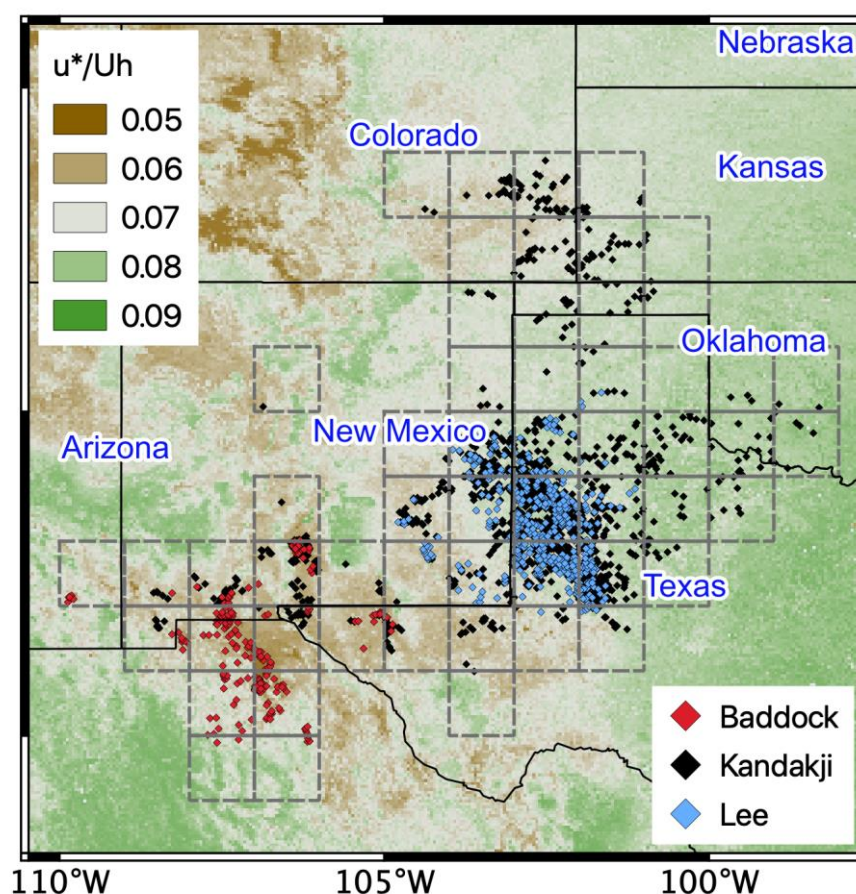 Nebraska
u*/Uh
0.05
0.06
0.07
0.08
0.09
Colorado
Kansas
Oklahoma
New Mexico
Arizona
Texas
Baddock
Kandakji
Lee
110°W
105°W
100°W